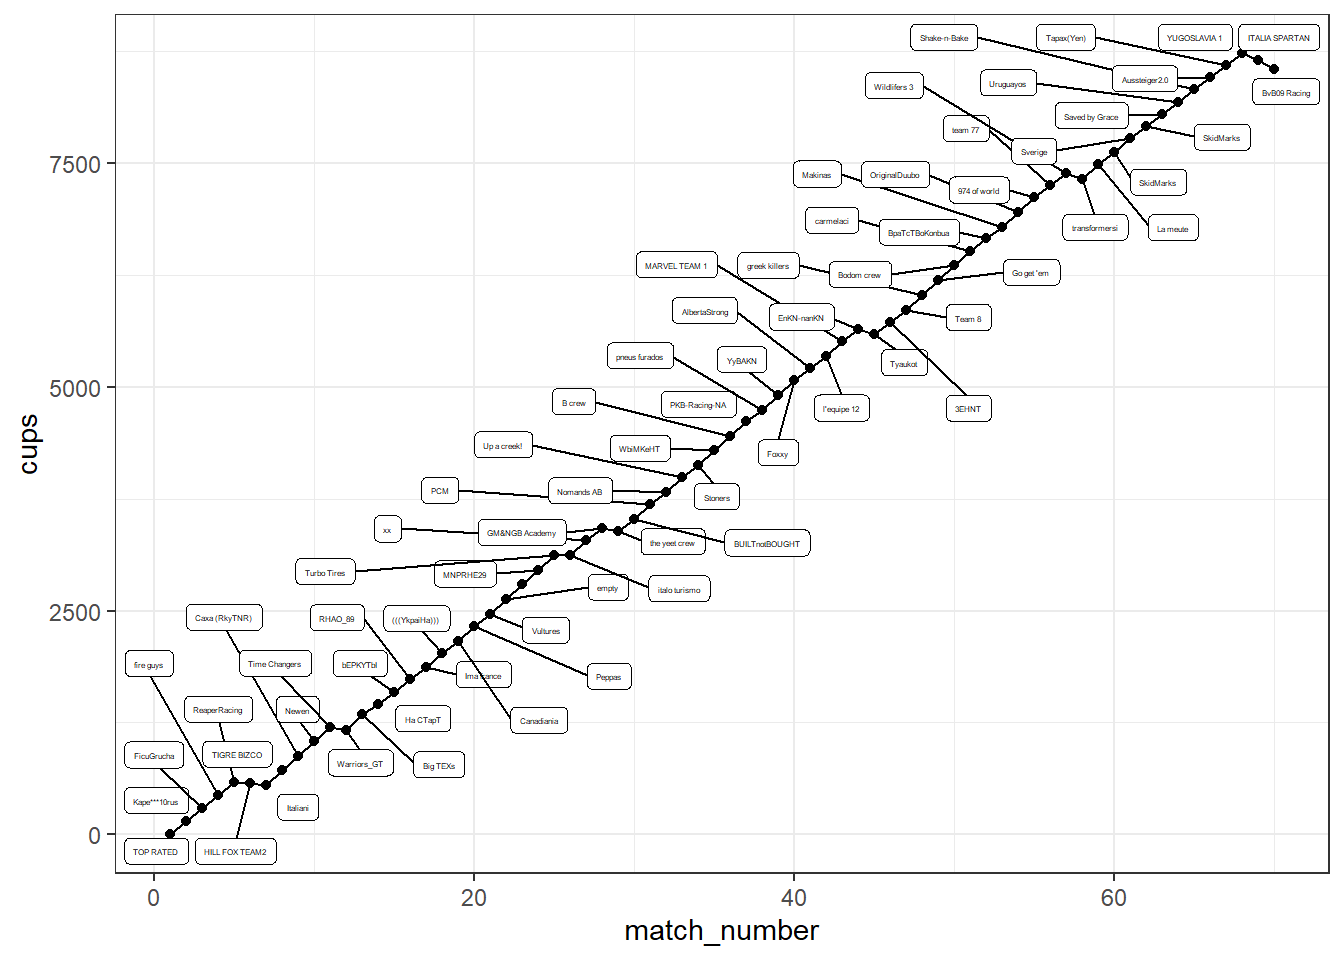 Shake-n-Bake
Tapax(Yen)
YUGOSLAVIA 1
ITALIA SPARTAN
Aussteiger2.0
Uruguayos
Wildlifers 3
BvB09 Racing
Saved by Grace
team 77
SkidMarks
Sverige
7500
Makinas
OriginalDuubo
974 of world
SkidMarks
carmelaci
BpaTcTBoKonbua
transformersi
La meute
MARVEL TEAM 1
greek killers
Bodom crew
Go get 'em
AlbertaStrong
EnKN-nanKN
Team 8
pneus furados
YyBAKN
Tyaukot
5000
B crew
PKB-Racing-NA
l'equipe 12
3EHNT
Up a creek!
WbiMKeHT
Foxxy
PCM
Nomands AB
Stoners
cups
xx
GM&NGB Academy
the yeet crew
BUILTnotBOUGHT
Turbo Tires
MNPRHE29
empty
italo turismo
2500
Caxa (RkyTNR)
RHAO_89
(((YkpaiHa)))
Vultures
fire guys
Time Changers
bEPKYTbI
Peppas
ReaperRacing
Newen
Ha CTapT
Canadiania
FicuGrucha
TIGRE BIZCO
Warriors_GT
Big TEXs
Kape***10rus
Italiani
0
TOP RATED
HILL FOX TEAM2
0
20
40
60
match_number